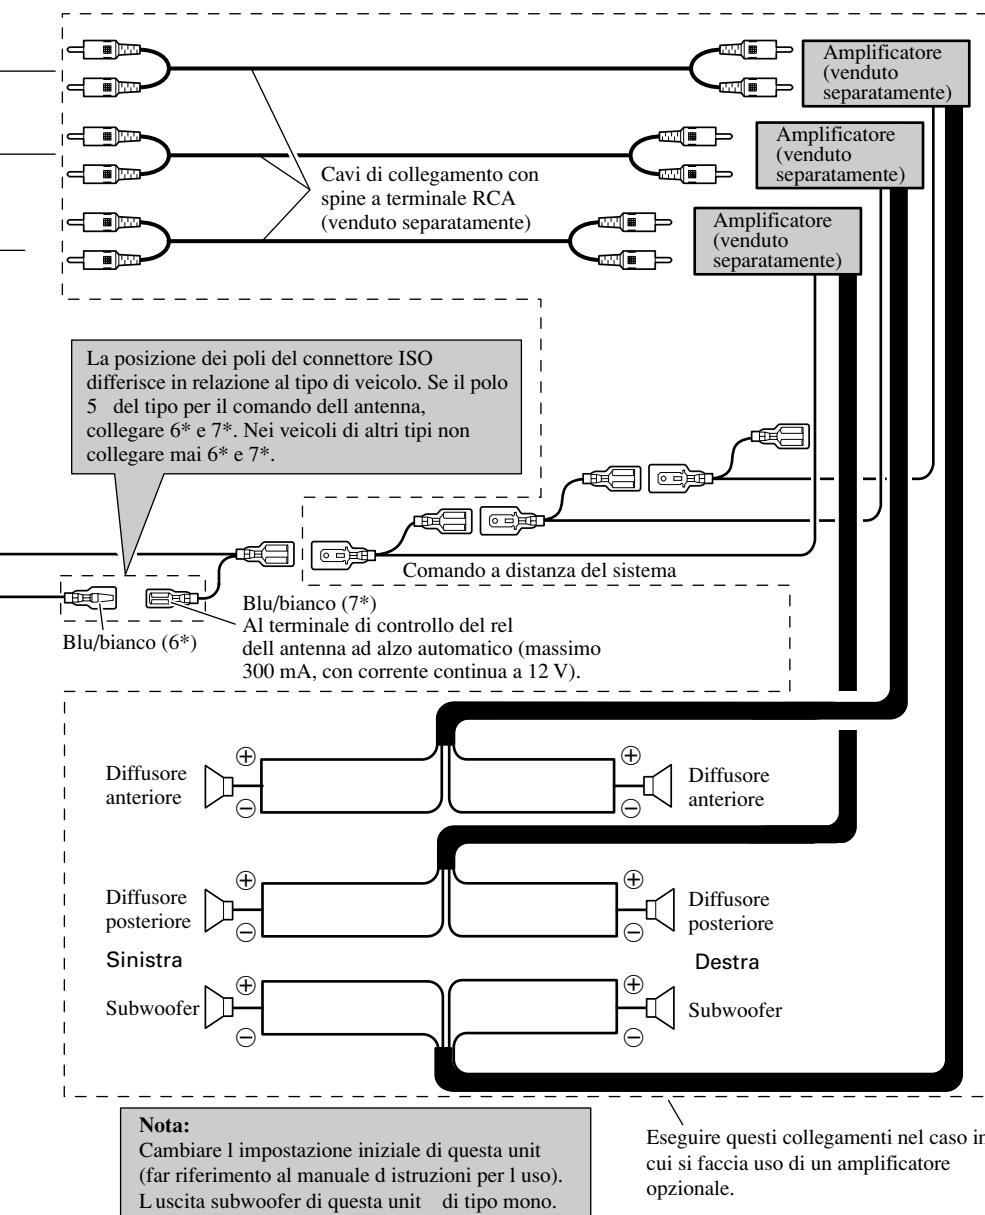 Amplificatore
(venduto
separatamente)
Amplificatore
(venduto
separatamente)
Cavi di collegamento con
spine a terminale RCA
(venduto separatamente)
Amplificatore
(venduto
separatamente)
La posizione dei poli del connettore ISO
differisce in relazione al tipo di veicolo. Se il polo
5 del tipo per il comando dell antenna,
collegare 6* e 7*. Nei veicoli di altri tipi non
collegare mai 6* e 7*.
Comando a distanza del sistema
Blu/bianco (6*)
Blu/bianco (7*)
Al terminale di controllo del rel
dell antenna ad alzo automatico (massimo
300 mA, con corrente continua a 12 V).
Diffusore
anteriore
+
−
+
−
Diffusore
anteriore
Diffusore
posteriore
+
−
+
−
Diffusore
posteriore
Sinistra
Destra
Subwoofer
+
−
+
−
Subwoofer
Nota:
Cambiare l impostazione iniziale di questa unit
(far riferimento al manuale d istruzioni per l uso).
L uscita subwoofer di questa unit di tipo mono.
Eseguire questi collegamenti nel caso in
cui si faccia uso di un amplificatore
opzionale.